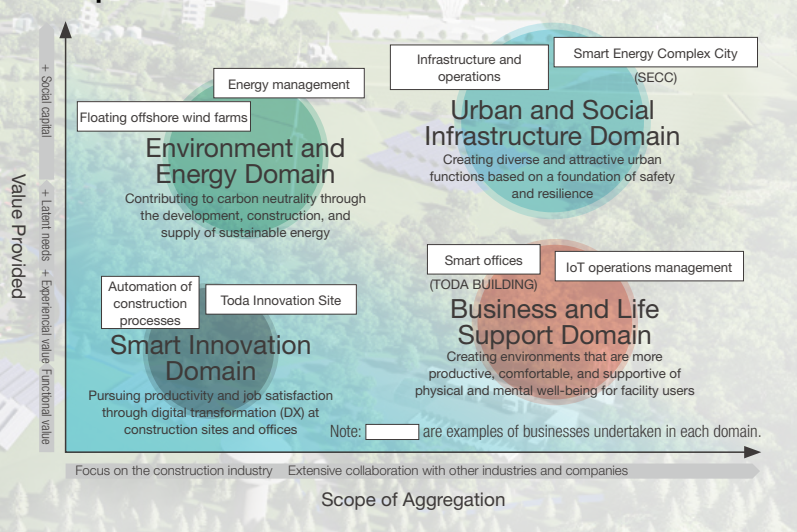 Infrastructure and
operations
Smart Energy Complex City
(SECC)
Energy management
Floating offshore wind farms
Urban and Social
Infrastructure Domain
Creating diverse and attractive urban
functions based on a foundation of safety
and resilience
Environment and
Energy Domain
Contributing to carbon neutrality through
the development, construction, and
supply of sustainable energy
Smart offices
(TODA BUILDING)
IoT operations management
Automation of
construction
processes
Toda Innovation Site
Business and Life
Support Domain
Creating environments that are more
productive, comfortable, and supportive of
physical and mental well-being for facility users
Smart Innovation
Domain
Pursuing productivity and job satisfaction
through digital transformation (DX) at
construction sites and offices
Note: are examples of businesses undertaken in each domain.
Value Provided
+ Social capital
+ Latent needs
+ Experiencial value
Functional value
Focus on the construction industry
Extensive collaboration with other industries and companies
Scope of Aggregation